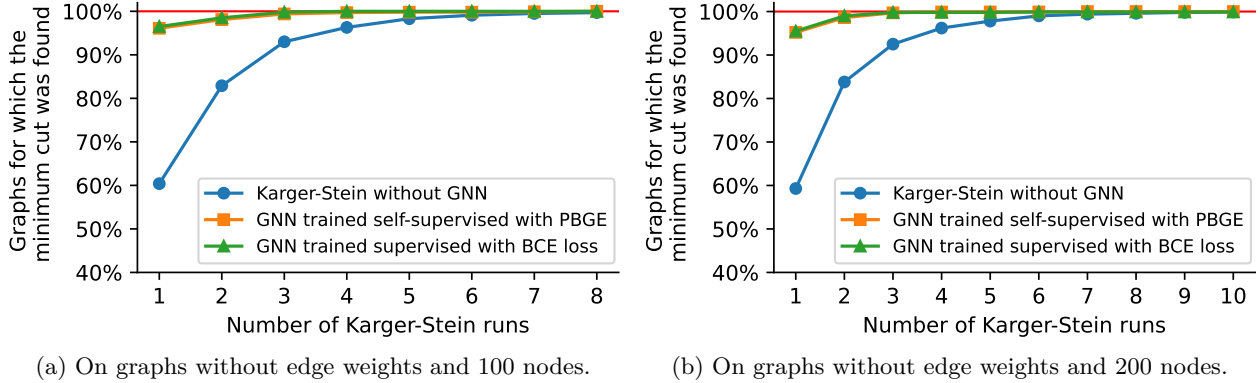 Graphs for which the
minimum cut was found
100%
90%
80%
70%
60%
50%
40%
Karger-Stein without GNN
GNN trained self-supervised with PBGE
GNN trained supervised with BCE loss
1 2 3 4 5 6 7 8
Number of Karger-Stein runs
(a) On graphs without edge weights and 100 nodes.
Graphs for which the
minimum cut was found
100%
90%
80%
70%
60%
50%
40%
Karger-Stein without GNN
GNN trained self-supervised with PBGE
GNN trained supervised with BCE loss
1 2 3 4 5 6 7 8 9 10
Number of Karger-Stein runs
(b) On graphs without edge weights and 200 nodes.